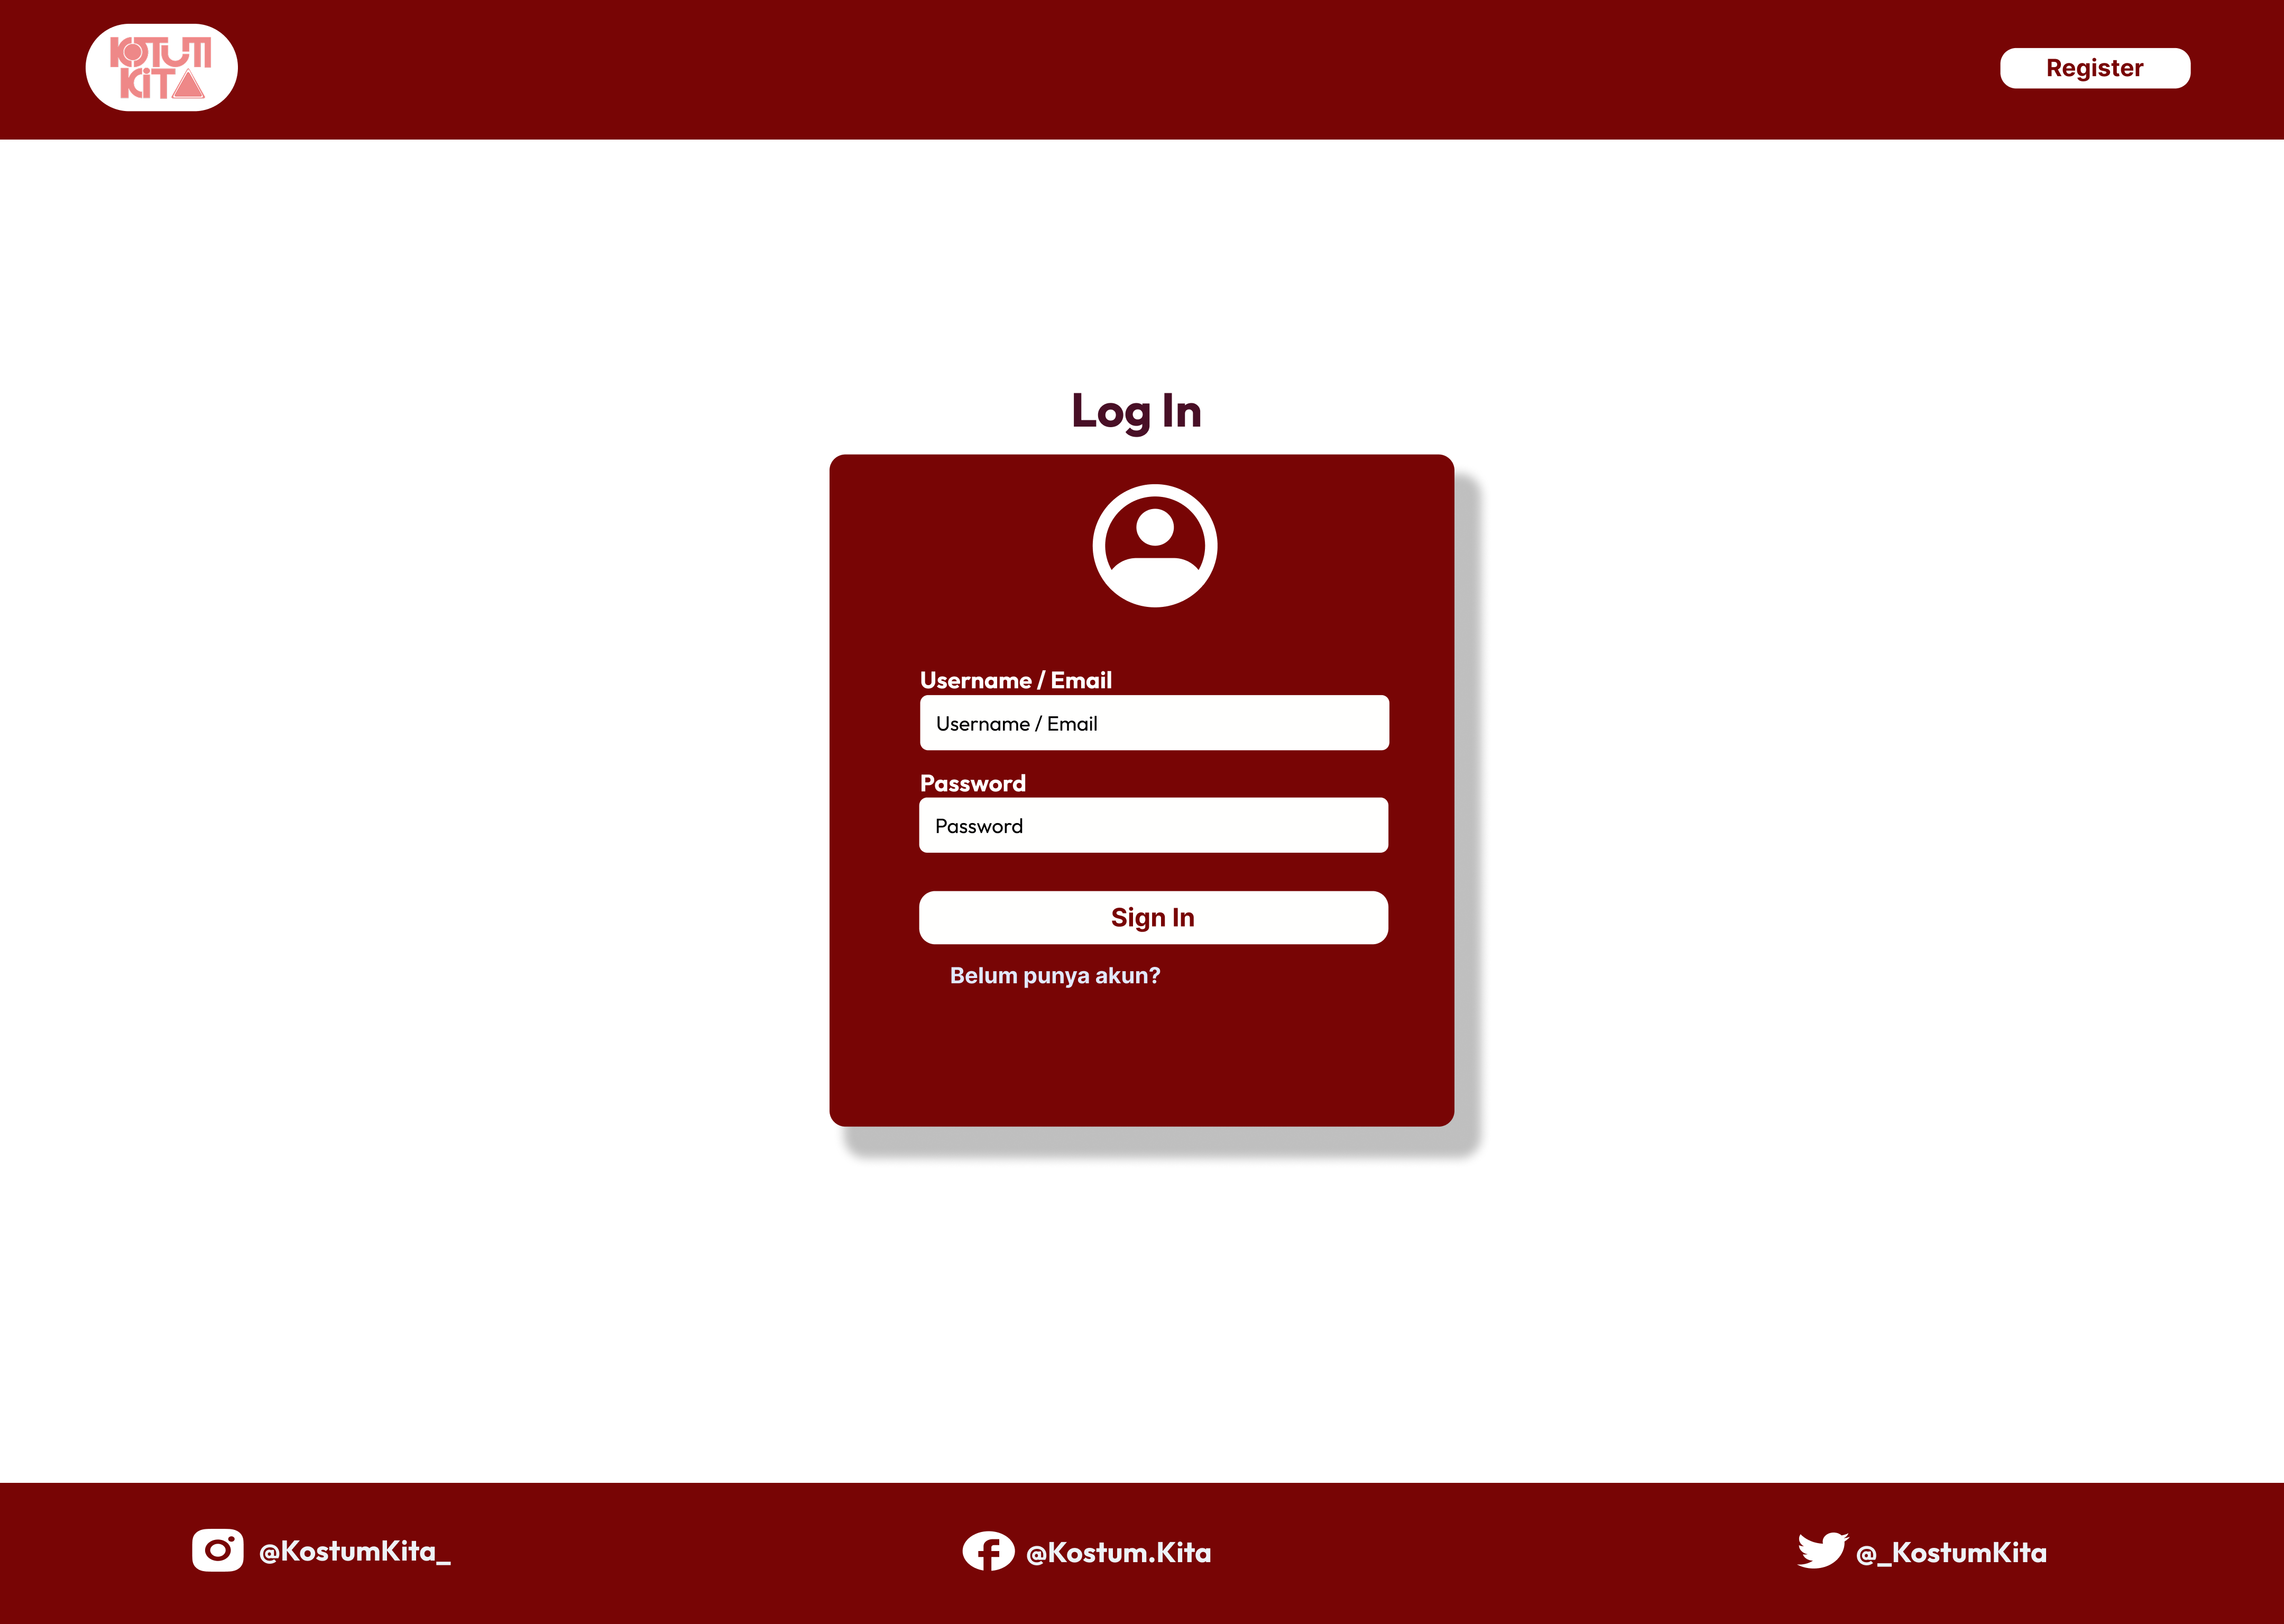 KOTUM
KiTA
Register
Log In
Username / Email
Username / Email
Password
Password
Sign In
Belum punya akun?
@KostumKita_
@Kostum.Kita
@_KostumKita